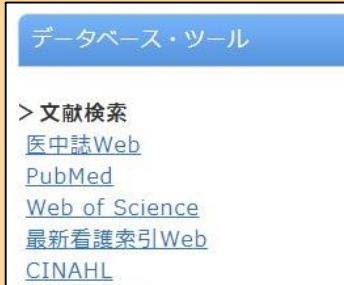 データベース・ツール
＞文献検索
医中誌Web
PubMed
Web of Science
最新看護索引Web
CINAHL